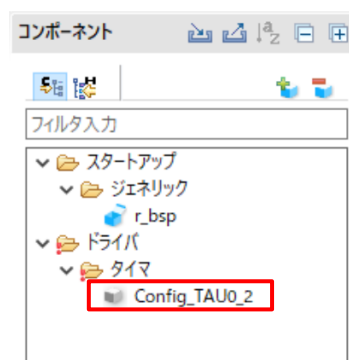 コンポーネント
フィルタ入力
スタートアップ
ジェネリック
r_bsp
ドライバ
タイマ
Config_TAU0_2